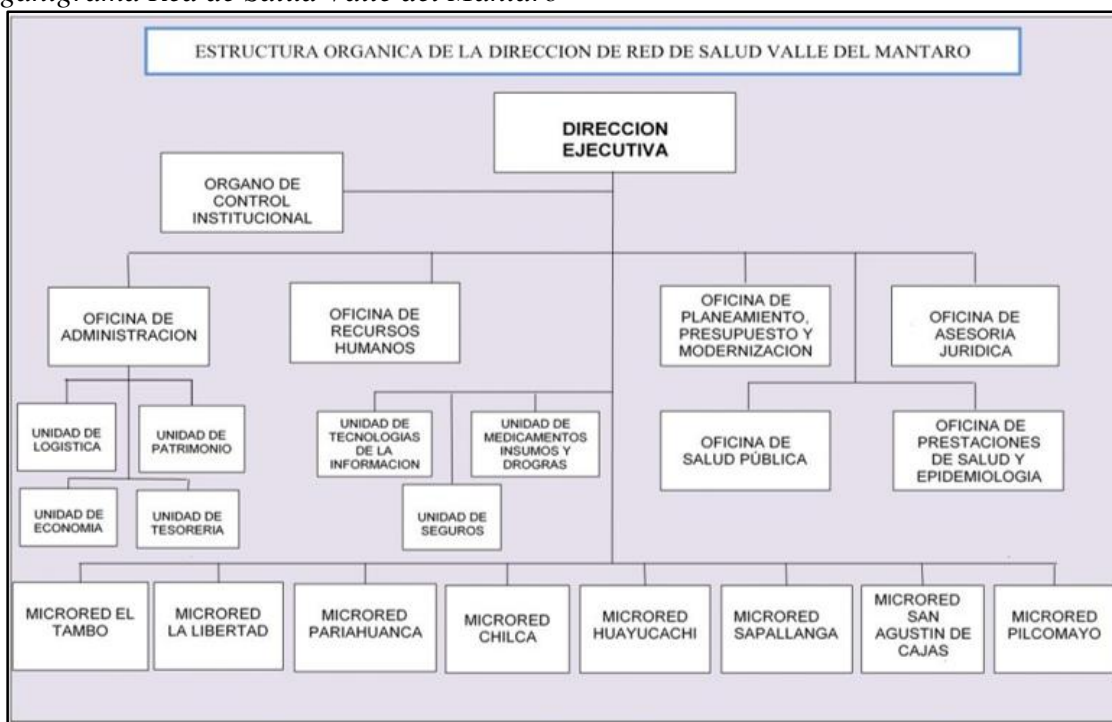 Organigrama Red de Salud Valle del Mantaro
ESTRUCTURA ORGANICA DE LA DIRECCION DE RED DE SALUD VALLE DEL MANTARO
DIRECCION
EJECUTIVA
ORGANO DE
CONTROL
INSTITUCIONAL
OFICINA DE
ADMINISTRACION
OFICINA DE
RECURSOS
HUMANOS
OFICINA DE
PLANEAMIENTO,
PRESUPUESTO Y
MODERNIZACION
OFICINA DE
ASESORIA
JURIDICA
UNIDAD DE
LOGISTICA
UNIDAD DE
PATRIMONIO
UNIDAD DE
TECNOLOGIAS
DE LA
INFORMACION
UNIDAD DE
MEDICAMENTOS
INSUMOS Y
DROGRAS
OFICINA DE
SALUD PÚBLICA
OFICINA DE
PRESTACIONES
DE SALUD Y
EPIDEMIOLOGIA
UNIDAD DE
ECONOMIA
UNIDAD DE
TESORERIA
UNIDAD DE
SEGUROS
MICRORED EL
TAMBO
MICRORED
LA LIBERTAD
MICRORED
PARIAHUANCA
MICRORED
CHILCA
MICRORED
HUAYUCACHI
MICRORED
SAPALLANGA
MICRORED
SAN
AGUSTIN DE
CAJAS
MICRORED
PILCOMAYO